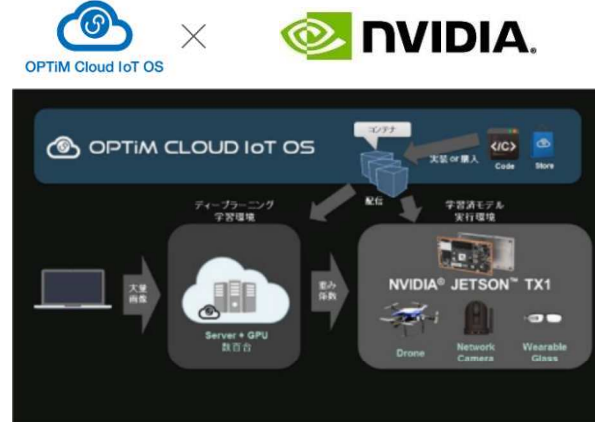 OPTiM Cloud IoT OS
×
NVIDIA.
OPTiM CLOUD IoT OS
コンテナ
実装 or 購入
</C>
Code
Store
配信
ディープラーニング
学習環境
学習済モデル
実行環境
大量
画像
Server + GPU
数百台
重み
係数
NVIDIA® JETSON™ TX1
Drone
Network
Camera
Wearable
Glass